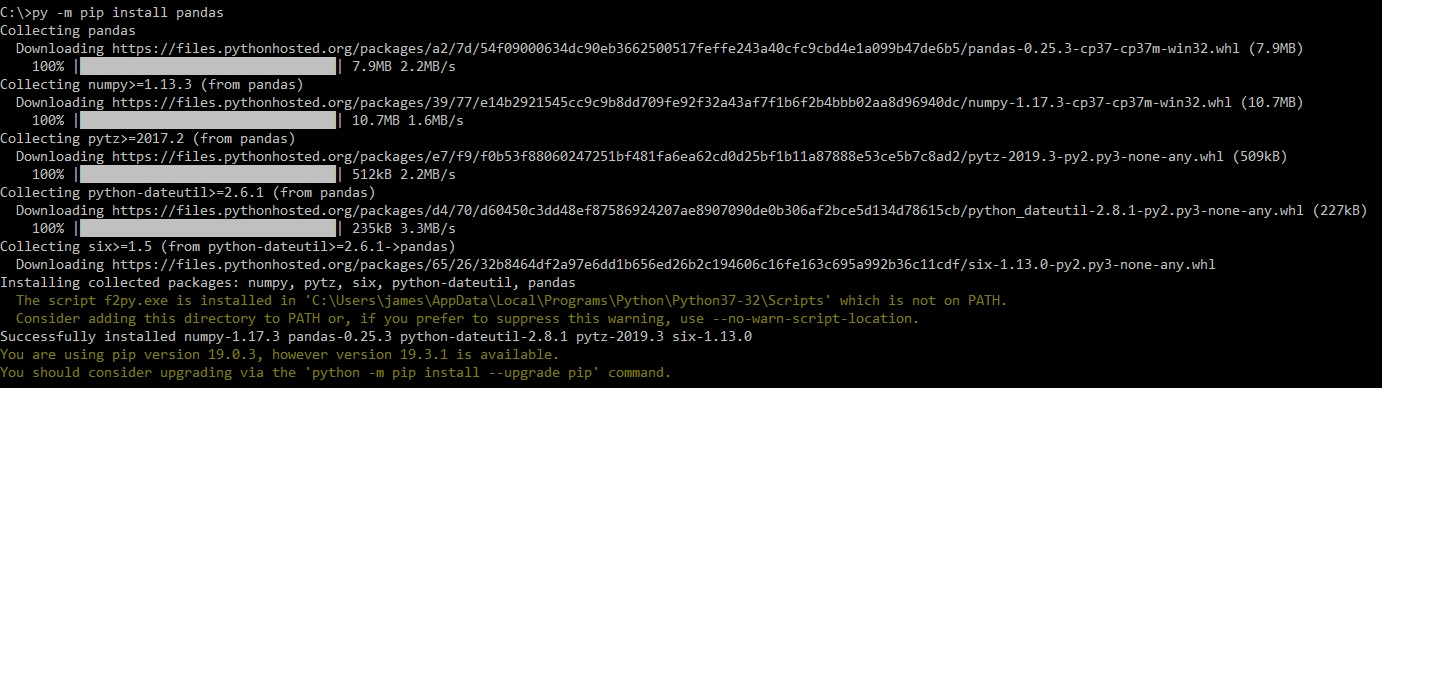 C:\>py -m pip install pandas
Collecting pandas
Downloading https://files.pythonhosted.org/packages/a2/7d/54f09000634dc90eb3662500517feffe243a40cfc9cbd4e1a099b47de6b5/pandas-0.25.3-cp37-cp37m-win32.whl (7.9MB)
100% || 7.9MB 2.2MB/s
Collecting numpy>=1.13.3 (from pandas)
Downloading https://files.pythonhosted.org/packages/39/77/e14b2921545cc9c9b8dd709fe92f32a43af7f1b6f2b4bbb02aa8d96940dc/numpy-1.17.3-cp37-cp37m-win32.whl (10.7MB)
100% || 10.7MB 1.6MB/s
Collecting pytz>=2017.2 (from pandas)
Downloading https://files.pythonhosted.org/packages/e7/f9/f0b53f88060247251bf481fa6ea62cd0d25bf1b11a87888e53ce5b7c8ad2/pytz-2019.3-py2.py3-none-any.whl (509kB)
100% || 512kB 2.2MB/s
Collecting python-dateutil>=2.6.1 (from pandas)
Downloading https://files.pythonhosted.org/packages/d4/70/d60450c3dd48ef87586924207ae8907090de0b306af2bce5d134d78615cb/python_dateutil-2.8.1-py2.py3-none-any.whl (227kB)
100% || 235kB 3.3MB/s
Collecting six>=1.5 (from python-dateutil>=2.6.1->pandas)
Downloading https://files.pythonhosted.org/packages/65/26/32b8464df2a97e6dd1b656ed26b2c194606c16fe163c695a992b36c11cdf/six-1.13.0-py2.py3-none-any.whl
Installing collected packages: numpy, pytz, six, python-dateutil, pandas
The script f2py.exe is installed in 'C:\Users\james\AppData\Local\Programs\Python\Python37-32\Scripts' which is not on PATH.
Consider adding this directory to PATH or, if you prefer to suppress this warning, use --no-warn-script-location.
Successfully installed numpy-1.17.3 pandas-0.25.3 python-dateutil-2.8.1 pytz-2019.3 six-1.13.0
You are using pip version 19.0.3, however version 19.3.1 is available.
You should consider upgrading via the 'python -m pip install --upgrade pip' command.